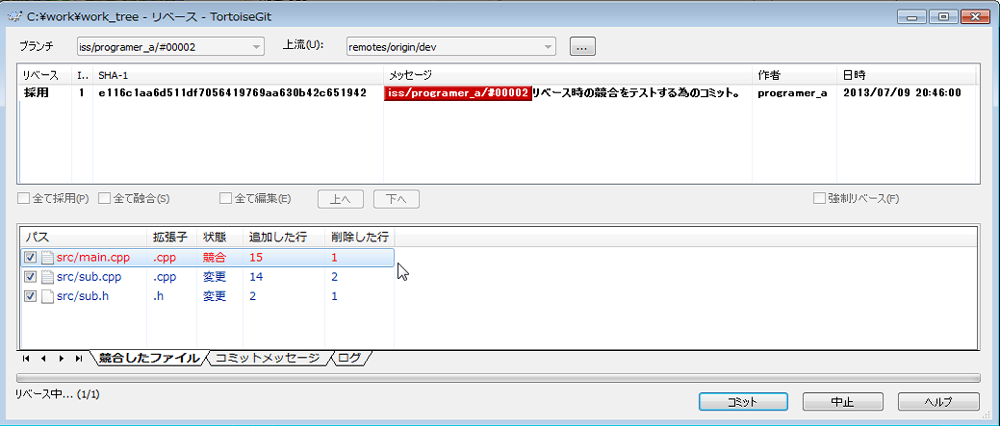 C:¥work¥work_tree - リベース - TortoiseGit
ブランチ iss/programer_a/#00002 上流(U): remotes/origin/dev ...
リベース I.. SHA-1 メッセージ 作者 日時
採用 1 e116c1aa6d511df7056419769aa630b42c651942 iss/programer_a/#00002 リベース時の競合をテストする為のコミット。 programer_a 2013/07/09 20:46:00
全て採用(P) 全て融合(S) 全て編集(E) 上へ 下へ 強制リベース(F)
パス 拡張子 状態 追加した行 削除した行
src/main.cpp .cpp 競合 15 1
src/sub.cpp .cpp 変更 14 2
src/sub.h .h 変更 2 1
競合したファイル コミットメッセージ ログ
リベース中... (1/1)
コミット 中止 ヘルプ